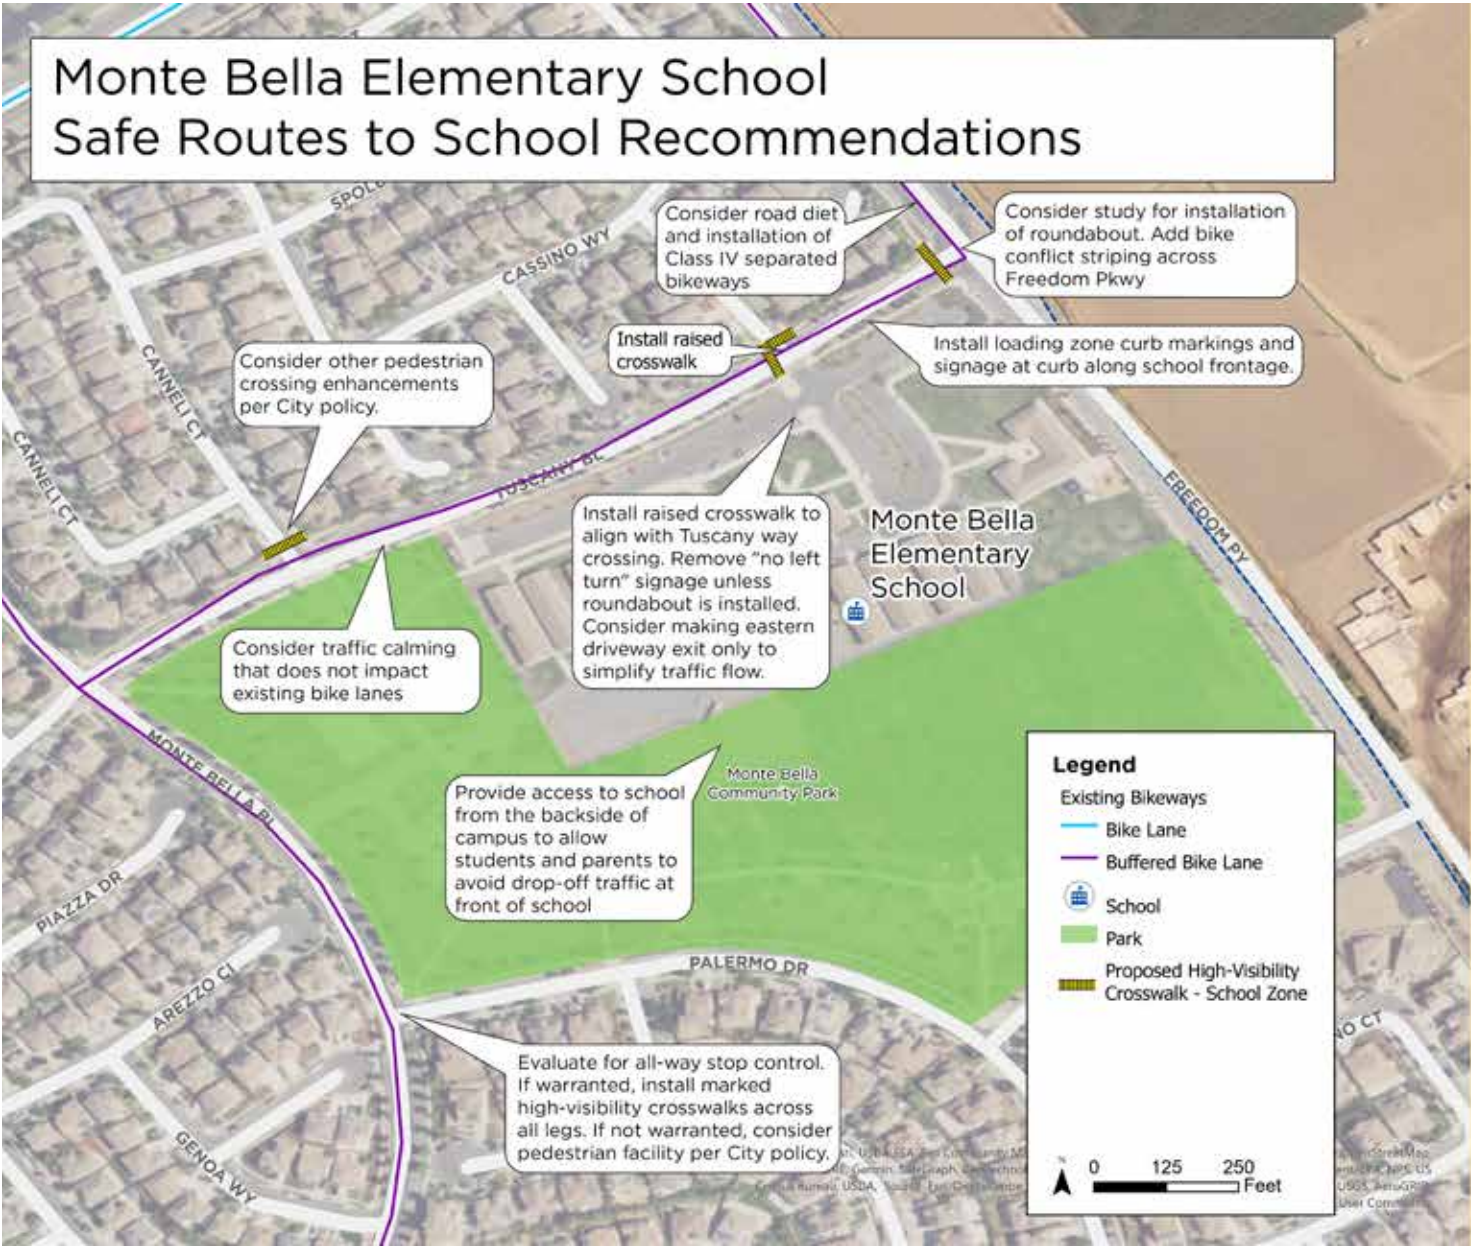 Monte Bella Elementary School
Safe Routes to School Recommendations
CASSINO WY
Consider road diet
and installation of
Class IV separated
bikeways
Consider study for installation
of roundabout. Add bike
conflict striping across
Freedom Pkwy
Install raised
crosswalk
Install loading zone curb markings and
signage at curb along school frontage.
Consider other pedestrian
crossing enhancements
per City policy.
CANNELI CT
CANNELI CT
TUSCANY BL
FREEDOM PY
Install raised crosswalk to
align with Tuscany way
crossing. Remove "no left
turn" signage unless
roundabout is installed.
Consider making eastern
driveway exit only to
simplify traffic flow.
Monte Bella
Elementary
School
Consider traffic calming
that does not impact
existing bike lanes
MONTE BELLA BL
Provide access to school
from the backside of
campus to allow
students and parents to
avoid drop-off traffic at
front of school
Monte Bella
Community Park
PIAZZA DR
AREZZO CI
PALERMO DR
GENOA WY
Evaluate for all-way stop control.
If warranted, install marked
high-visibility crosswalks across
all legs. If not warranted, consider
pedestrian facility per City policy.
Legend
Existing Bikeways
Bike Lane
Buffered Bike Lane
School
Park
Proposed High-Visibility
Crosswalk - School Zone
N
0 125 250
Feet
NO CT